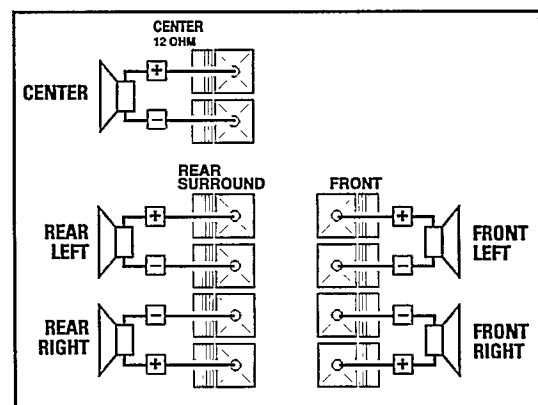 CENTER
12 OHM
CENTER
+
−
REAR
SURROUND
FRONT
REAR
LEFT
+
−
+
−
FRONT
LEFT
REAR
RIGHT
−
+
−
+
FRONT
RIGHT